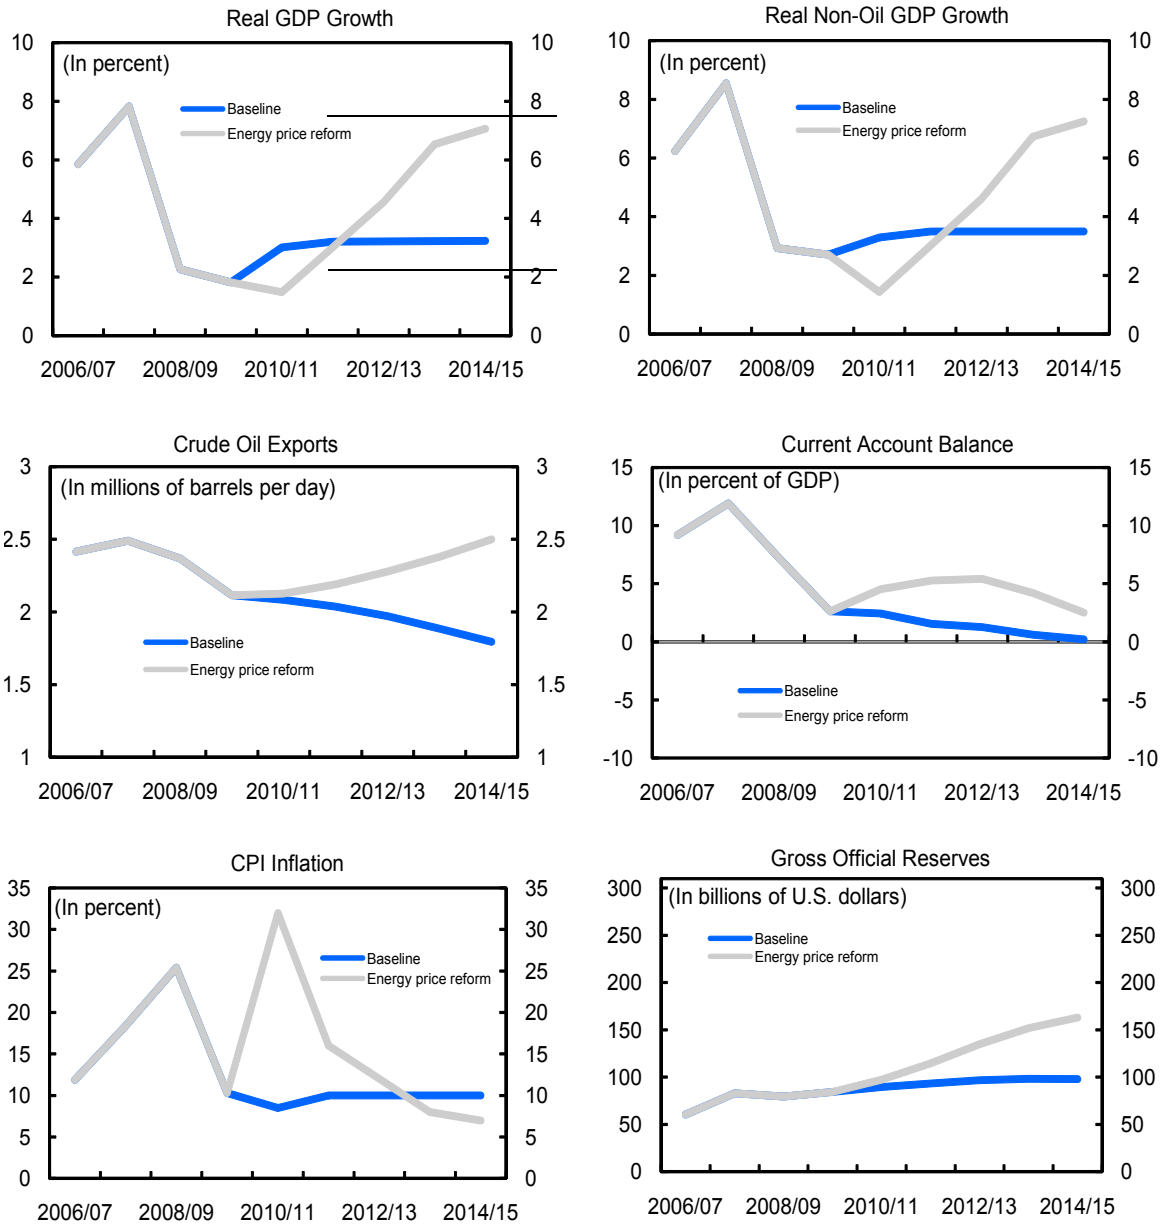 Real GDP Growth
10 10
(In percent)
8 8
Baseline
Energy price reform
6 6
4 4
2 2
0 0
2006/07 2008/09 2010/11 2012/13 2014/15
Real Non-Oil GDP Growth
10 10
(In percent)
8 8
Baseline
Energy price reform
6 6
4 4
2 2
0 0
2006/07 2008/09 2010/11 2012/13 2014/15
Crude Oil Exports
3 3
(In millions of barrels per day)
2.5 2.5
2 2
Baseline
Energy price reform
1.5 1.5
1 1
2006/07 2008/09 2010/11 2012/13 2014/15
Current Account Balance
15 15
(In percent of GDP)
10 10
5 5
0 0
Baseline
-5 -5
Energy price reform
-10 -10
2006/07 2008/09 2010/11 2012/13 2014/15
CPI Inflation
35 35
(In percent)
30 30
Baseline
Energy price reform
25 25
20 20
15 15
10 10
5 5
0 0
2006/07 2008/09 2010/11 2012/13 2014/15
Gross Official Reserves
300 300
(In billions of U.S. dollars)
250 250
Baseline
Energy price reform
200 200
150 150
100 100
50 50
0 0
2006/07 2008/09 2010/11 2012/13 2014/15